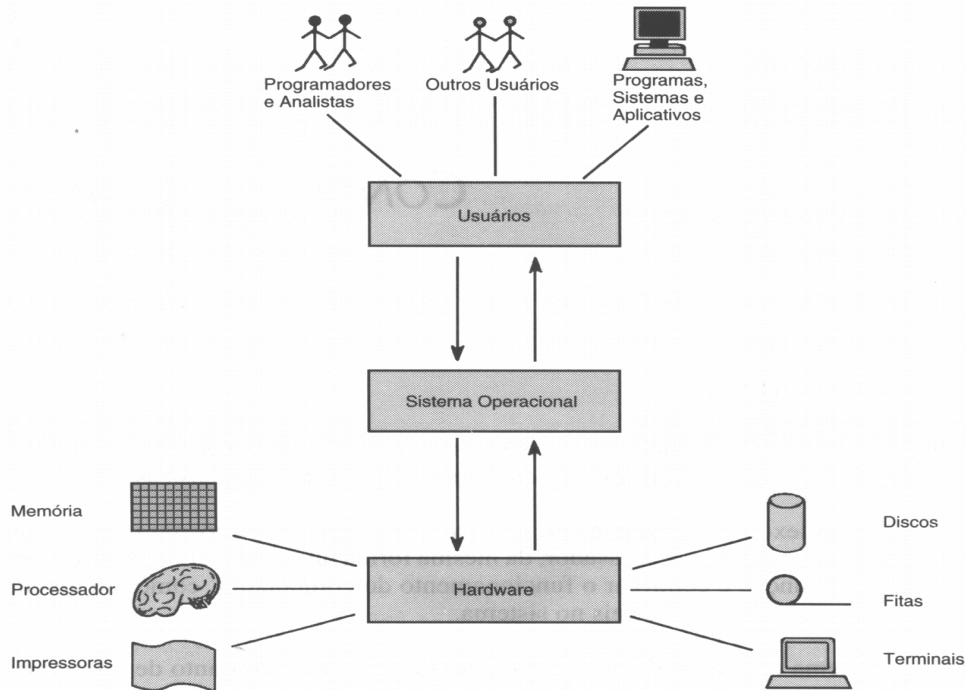 Programadores
e Analistas
Outros Usuários
Programas,
Sistemas e
Aplicativos
Usuários
Sistema Operacional
Memória
Discos
Processador
Hardware
Fitas
Impressoras
Terminais